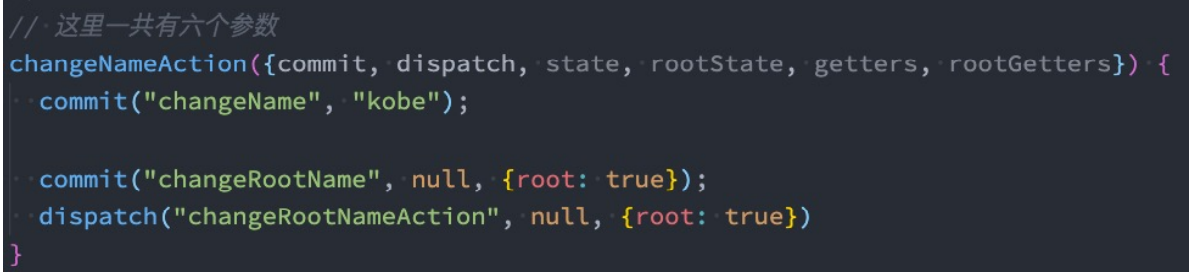 // 这里一共有六个参数
changeNameAction({commit, dispatch, state, rootState, getters, rootGetters}) {
  commit("changeName", "kobe");
  commit("changeRootName", null, {root: true});
  dispatch("changeRootNameAction", null, {root: true})
}